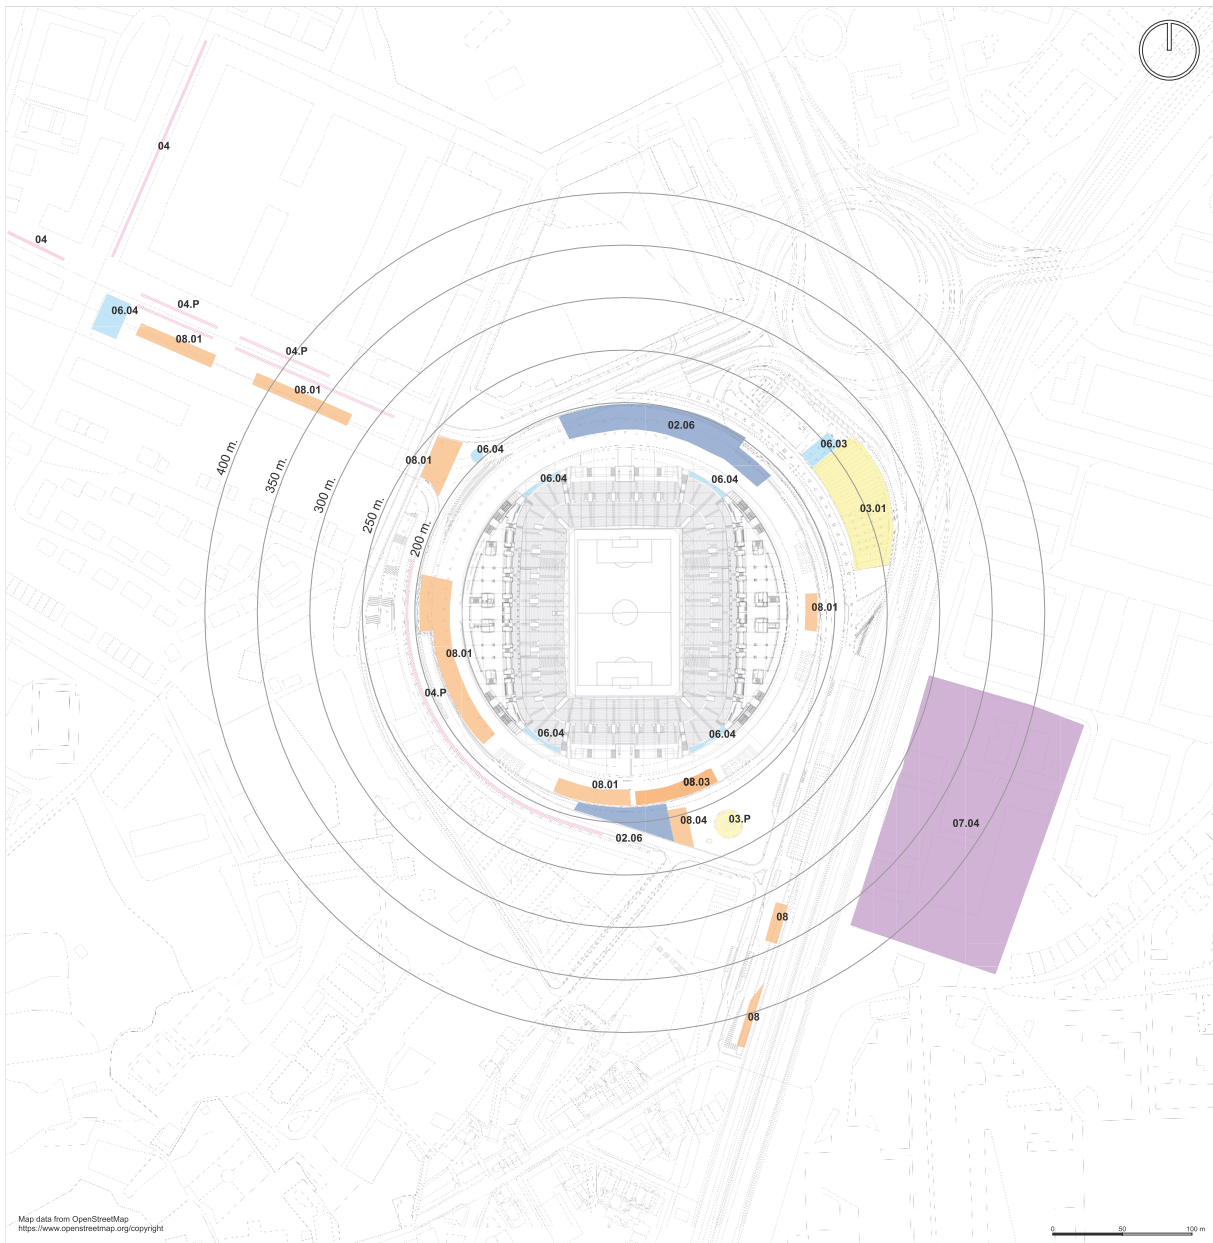 04
04
06.04
04.P
08.01
04.P
08.01
400 m.
350 m.
300 m.
250 m.
200 m.
02.06
06.03
08.01
06.04
06.04
06.04
03.01
08.01
08.01
04.P
06.04
06.04
08.01
08.03
08.04
03.P
02.06
07.04
08
08
Map data from OpenStreetMap
https://www.openstreetmap.org/copyright
0 50 100 m